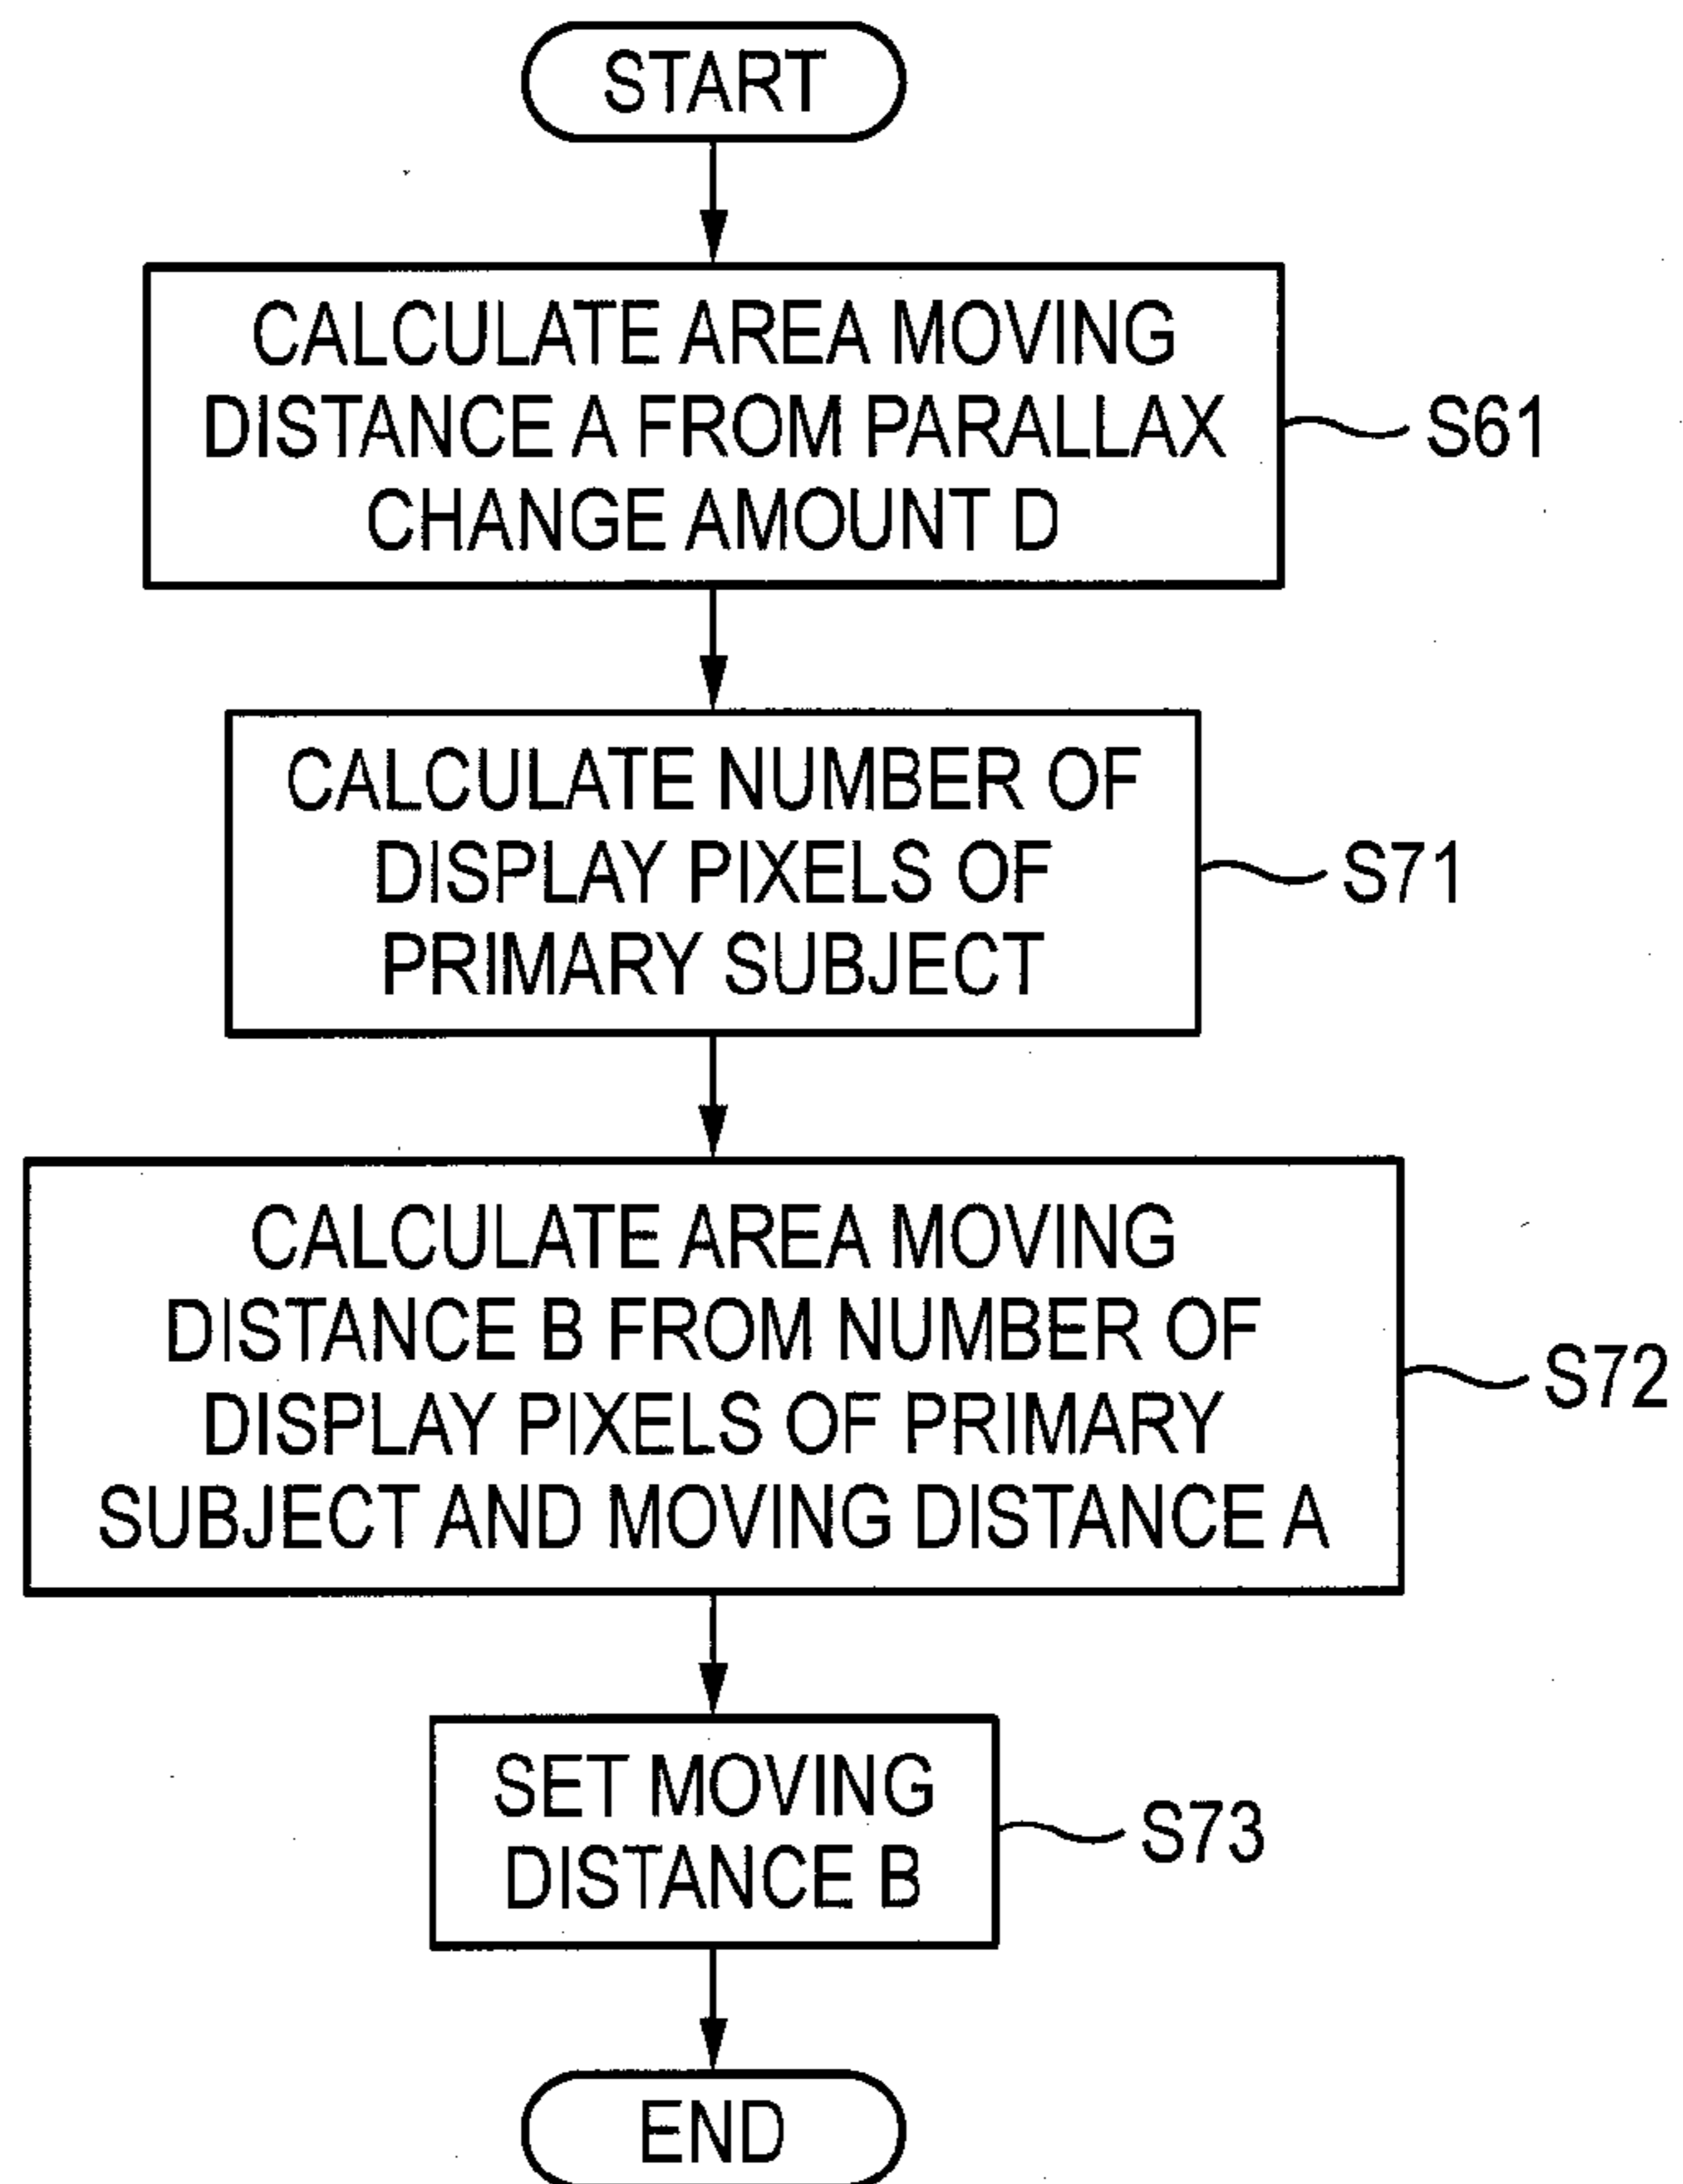 START
CALCULATE AREA MOVING
DISTANCE A FROM PARALLAX
CHANGE AMOUNT D
S61
CALCULATE NUMBER OF
DISPLAY PIXELS OF
PRIMARY SUBJECT
S71
CALCULATE AREA MOVING
DISTANCE B FROM NUMBER OF
DISPLAY PIXELS OF PRIMARY
SUBJECT AND MOVING DISTANCE A
S72
SET MOVING
DISTANCE B
S73
END